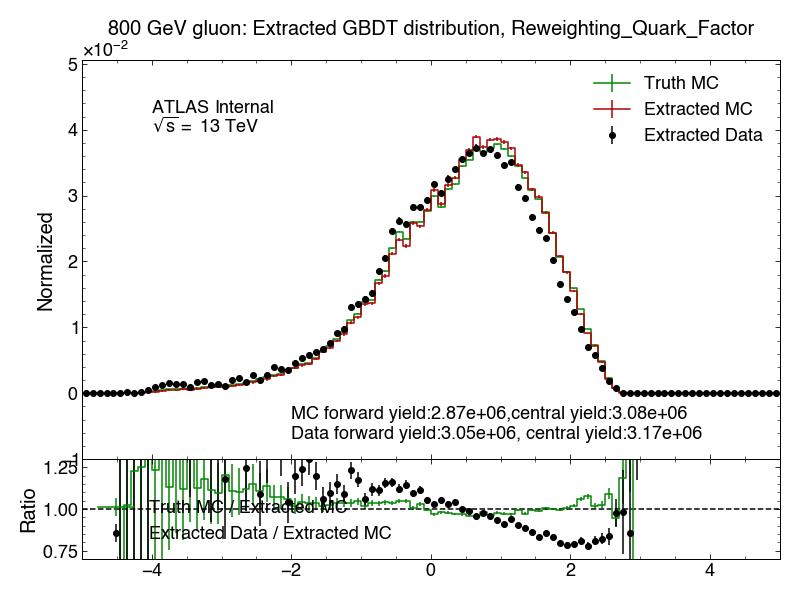 800 GeV gluon: Extracted GBDT distribution, Reweighting_Quark_Factor
×10⁻²
5
4
3
2
1
0
1
Normalized
ATLAS Internal
√s = 13 TeV
Truth MC
Extracted MC
Extracted Data
MC forward yield:2.87e+06,central yield:3.08e+06
Data forward yield:3.05e+06, central yield:3.17e+06
1.25
1.00
0.75
Ratio
Truth MC / Extracted MC
Extracted Data / Extracted MC
−4 −2 0 2 4